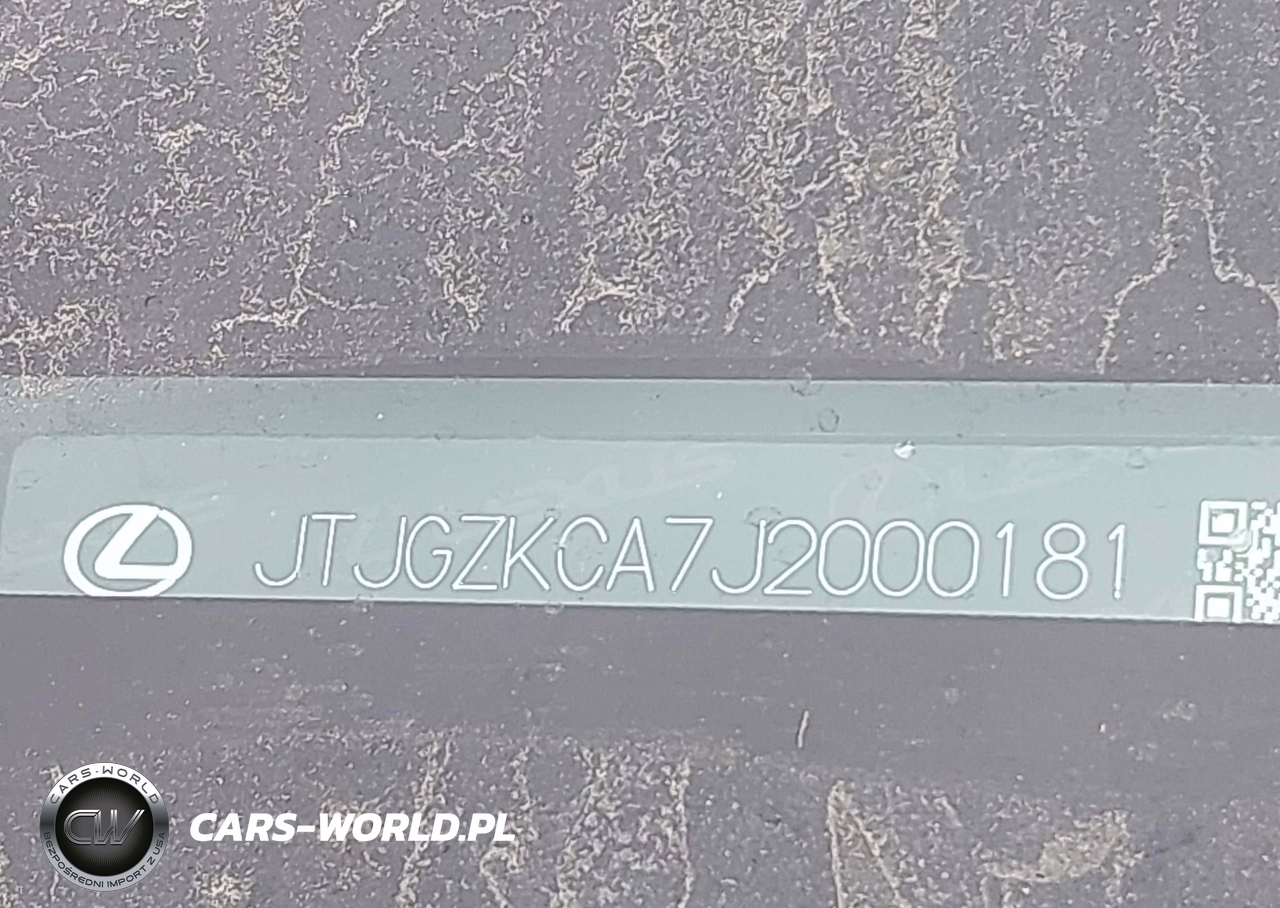 JTJGZKCA7J2000181
CARS-WORLD
CW
BEZPOŚREDNI IMPORT Z USA
CARS-WORLD.PL